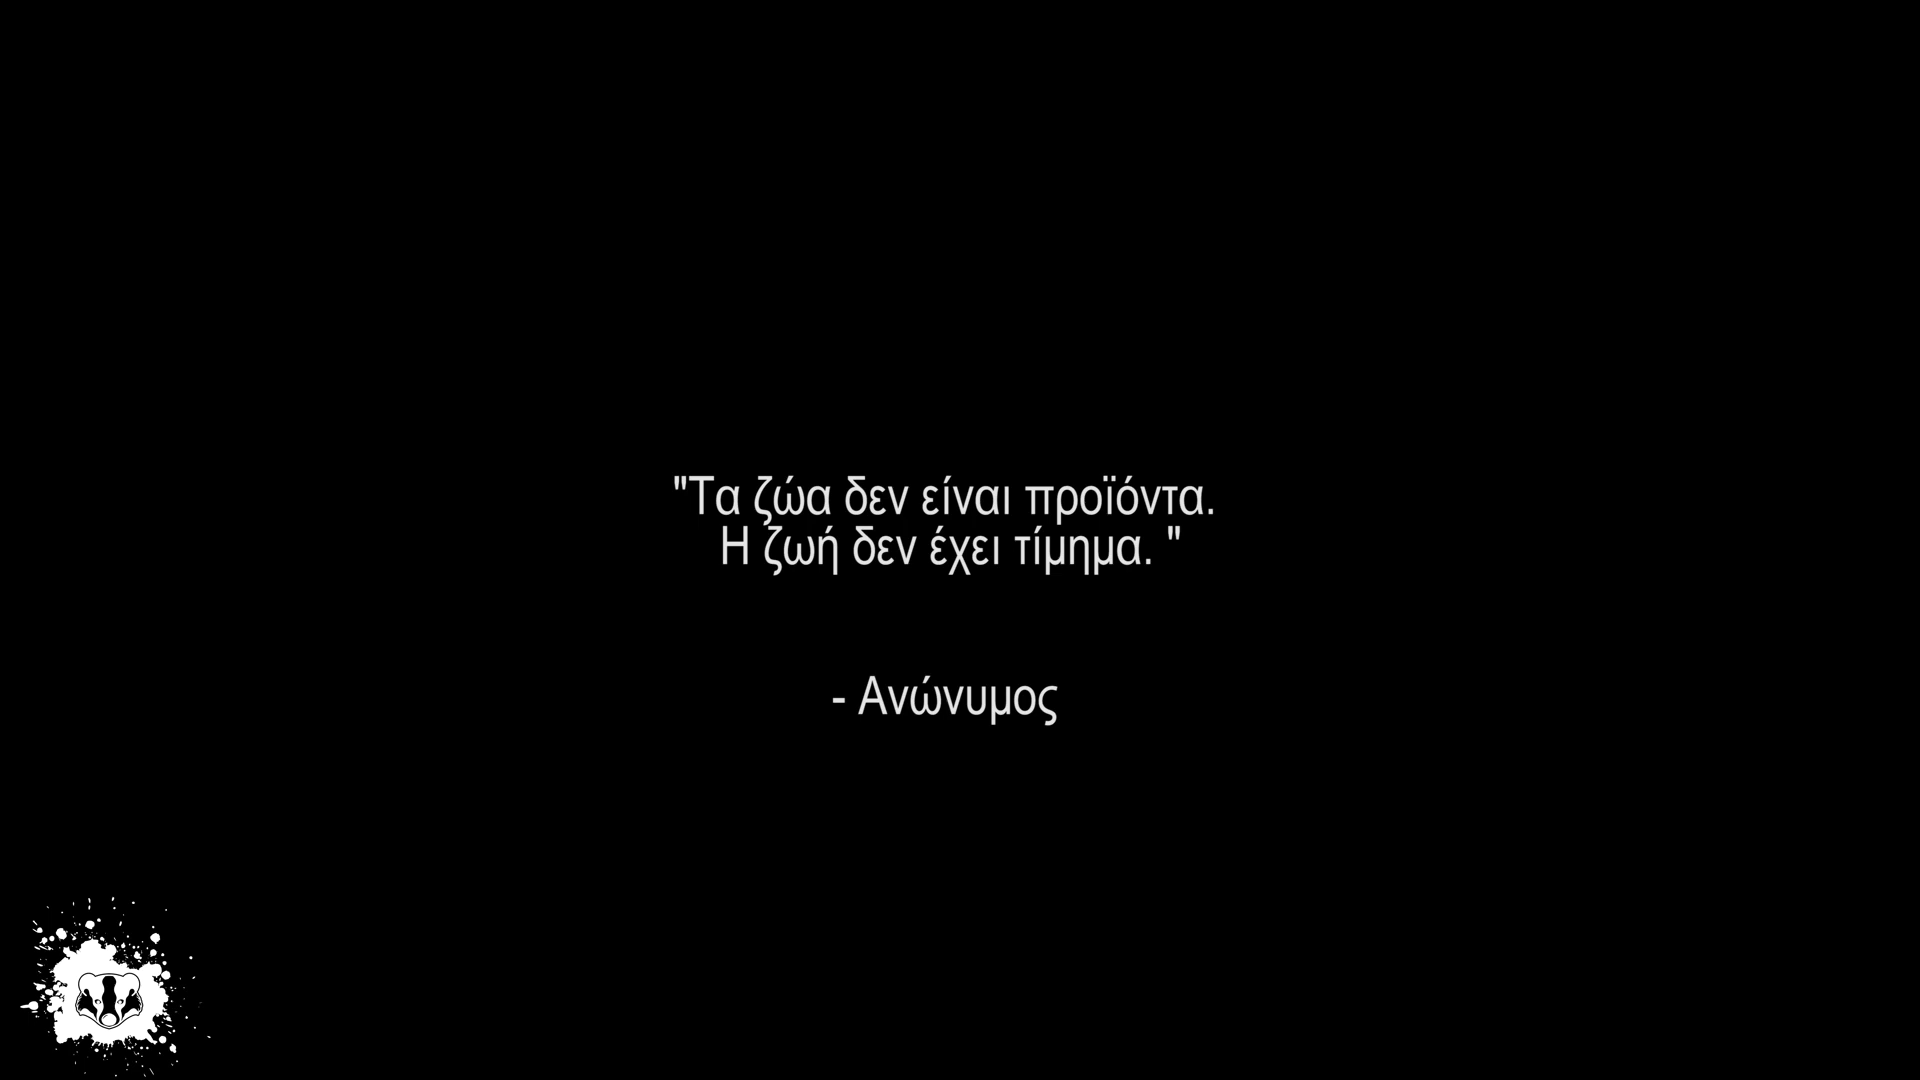 "Τα ζώα δεν είναι προϊόντα.
Η ζωή δεν έχει τίμημα. "
- Ανώνυμος